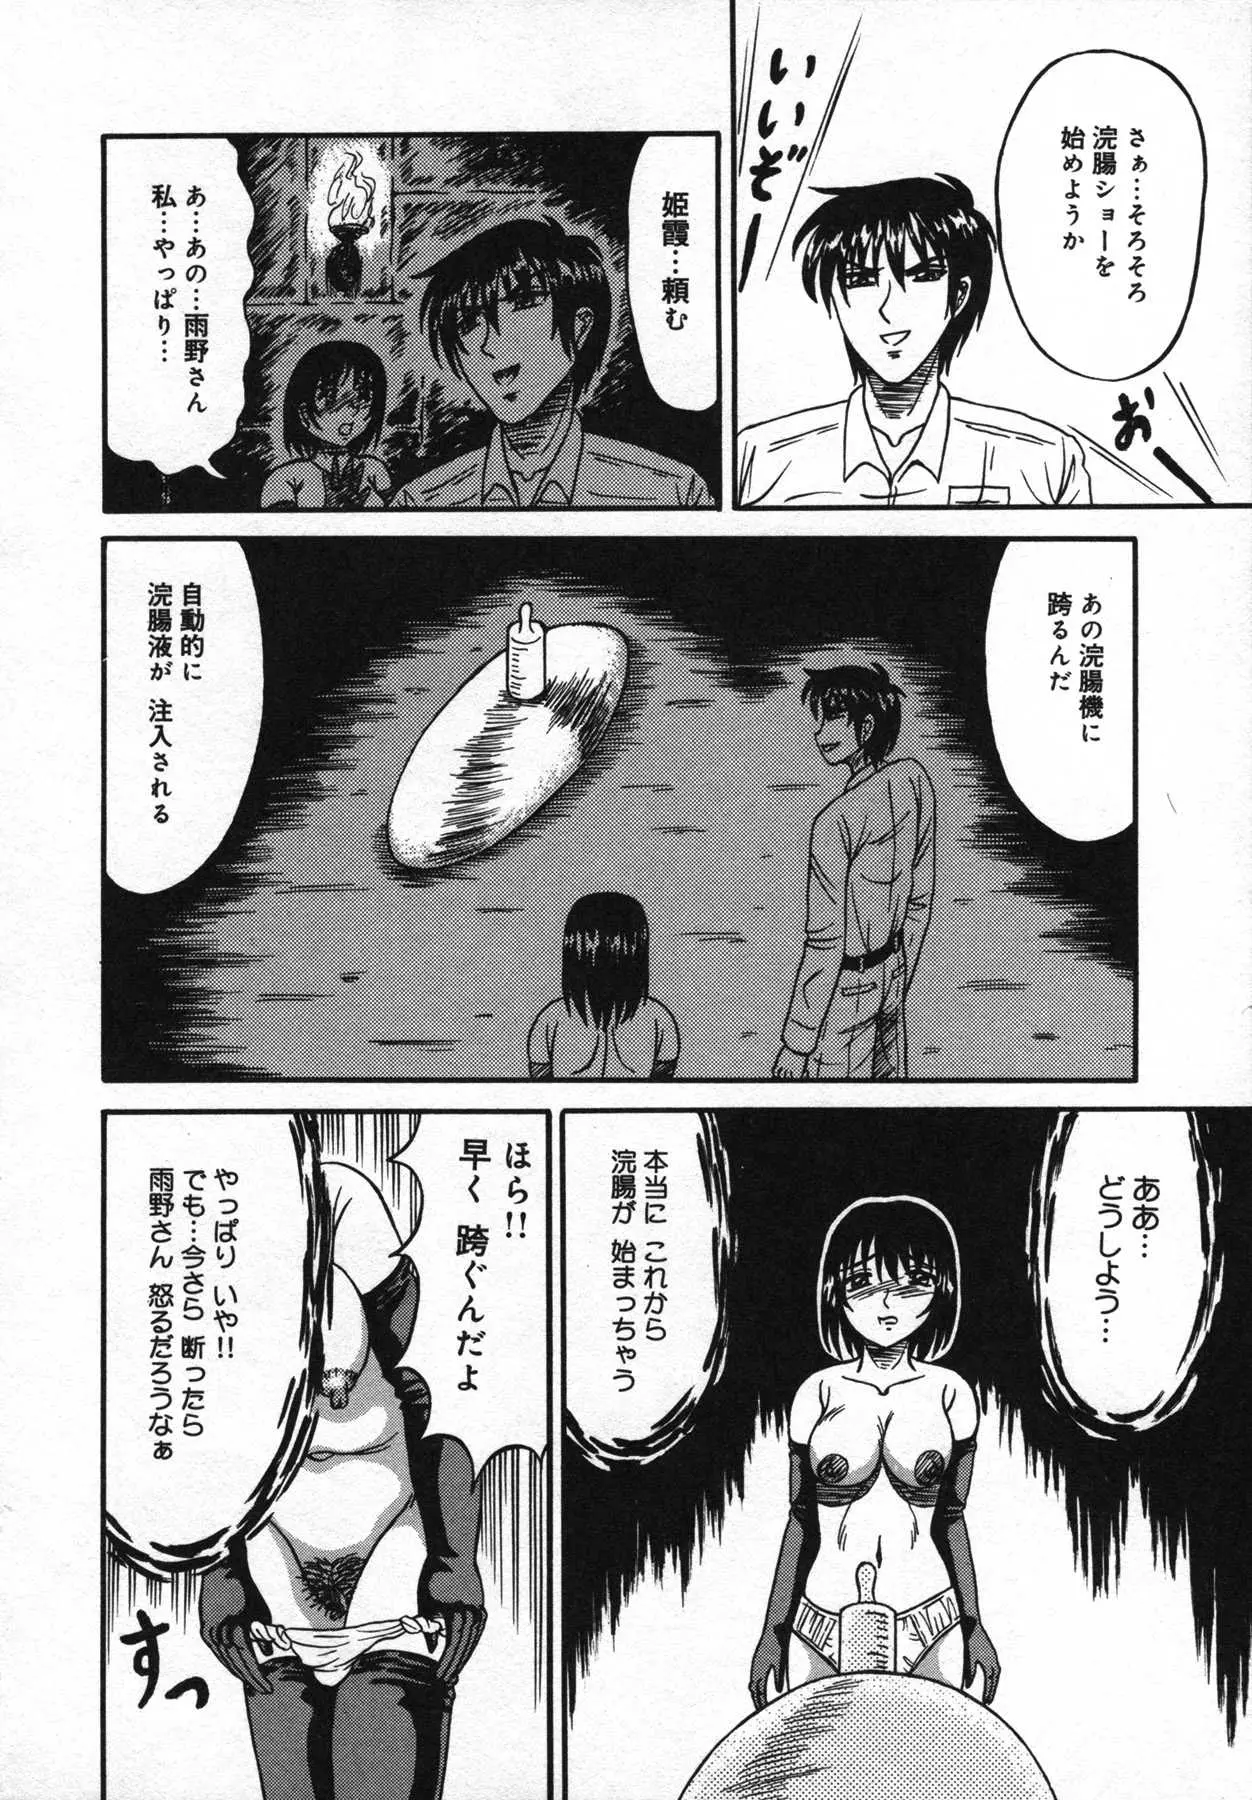 さぁ…そろそろ
浣腸ショーを
始めようか
いいぞー
おーー
姫霞…頼む
あ…あの…雨野さん
私…やっぱり…
あの浣腸機に
跨るんだ
自動的に
浣腸液が 注入される
ああ…
どうしよう…
本当に これから
浣腸が 始まっちゃう
ほら!!
早く 跨ぐんだよ
やっぱり いや!!
でも…今さら 断ったら
雨野さん 怒るだろうなぁ
すっ